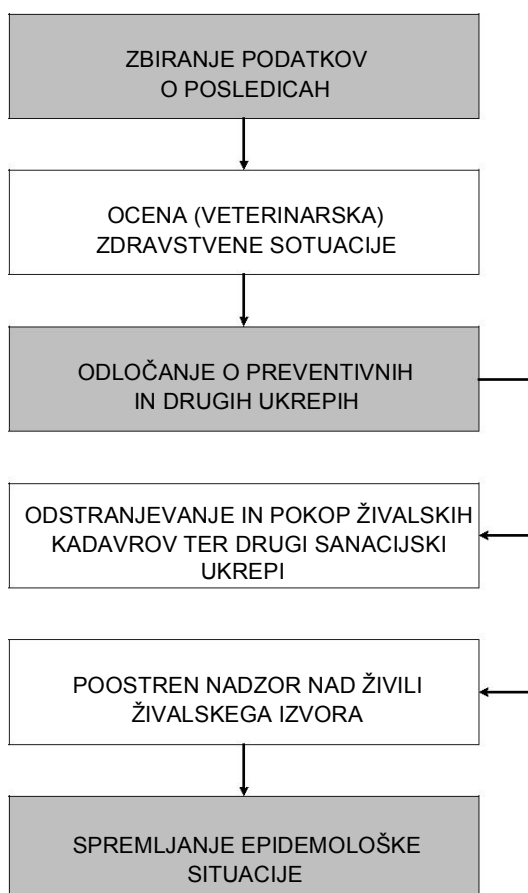 ZBIRANJE PODATKOV
O POSLEDICAH
OCENA (VETERINARSKA)
ZDRAVSTVENE SOTUACIJE
ODLOČANJE O PREVENTIVNIH
IN DRUGIH UKREPIH
ODSTRANJEVANJE IN POKOP ŽIVALSKIH
KADAVROV TER DRUGI SANACIJSKI
UKREPI
POOSTREN NADZOR NAD ŽIVILI
ŽIVALSKEGA IZVORA
SPREMLJANJE EPIDEMOLOŠKE
SITUACIJE